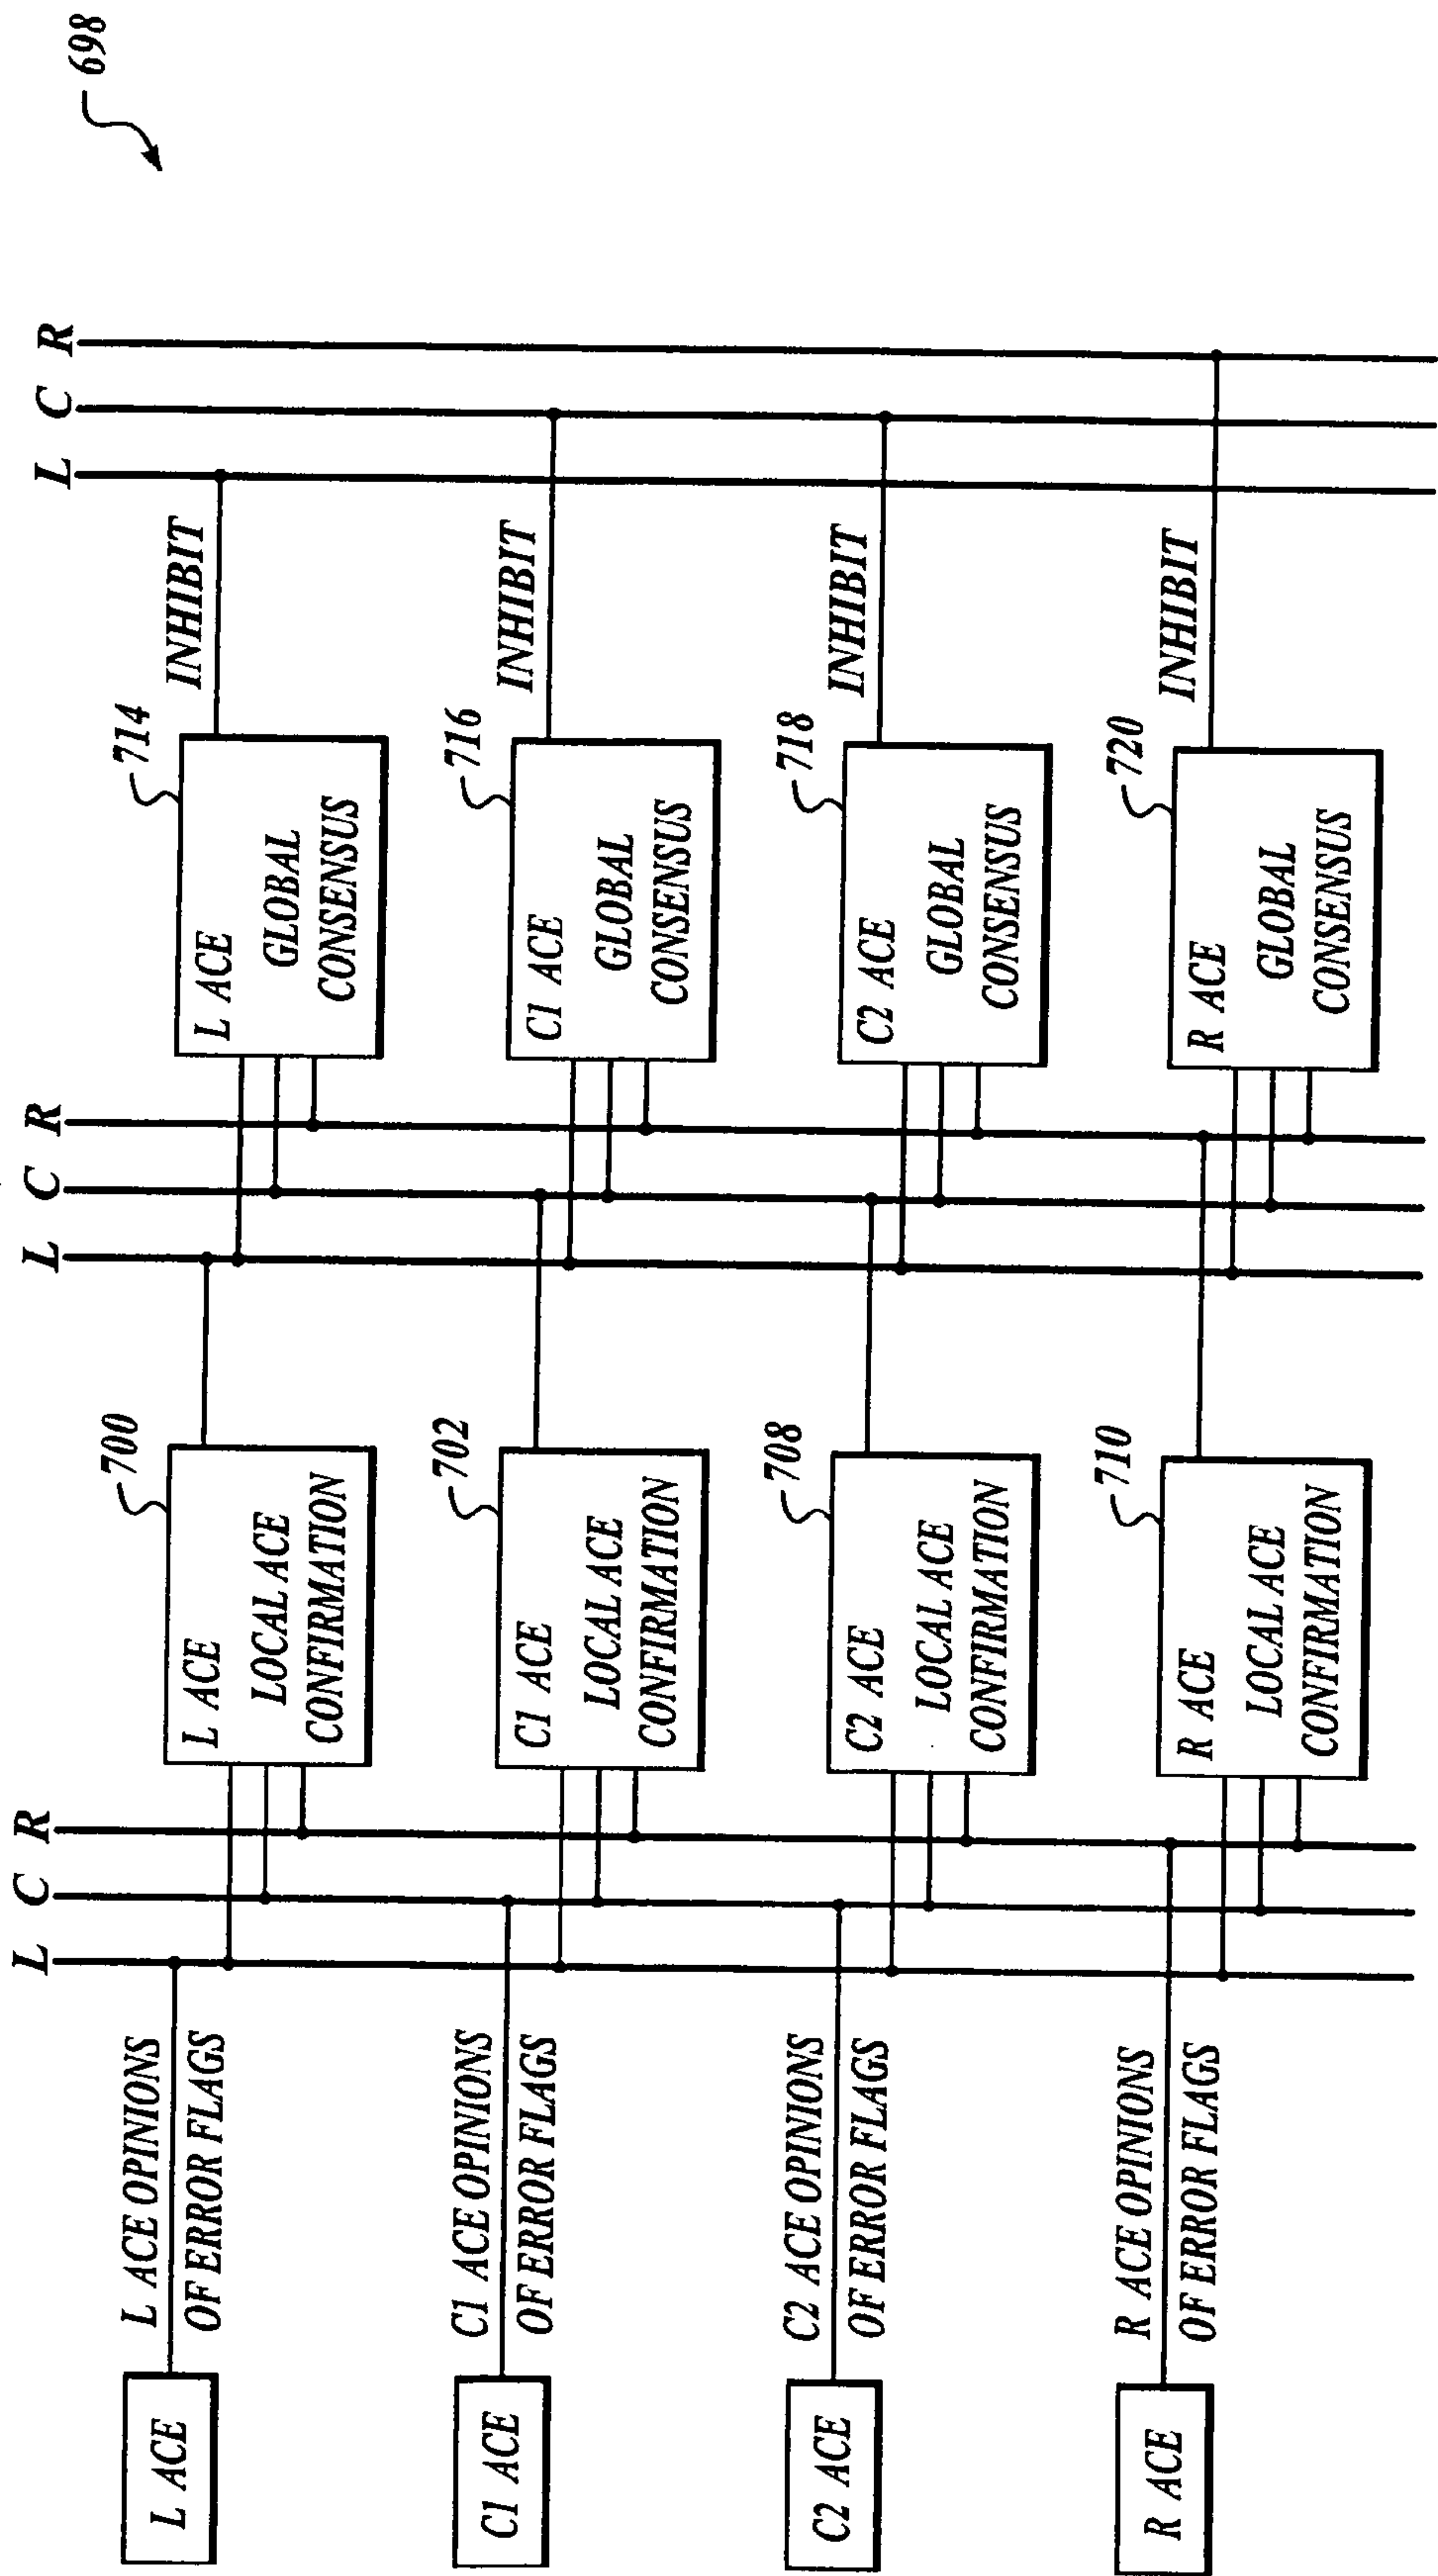 698
L C R
L C R
L C R
L ACE
L ACE OPINIONS
OF ERROR FLAGS
700
L ACE
LOCAL ACE
CONFIRMATION
714
L ACE
GLOBAL
CONSENSUS
INHIBIT
C1 ACE
C1 ACE OPINIONS
OF ERROR FLAGS
702
C1 ACE
LOCAL ACE
CONFIRMATION
716
C1 ACE
GLOBAL
CONSENSUS
INHIBIT
C2 ACE
C2 ACE OPINIONS
OF ERROR FLAGS
708
C2 ACE
LOCAL ACE
CONFIRMATION
718
C2 ACE
GLOBAL
CONSENSUS
INHIBIT
R ACE
R ACE OPINIONS
OF ERROR FLAGS
710
R ACE
LOCAL ACE
CONFIRMATION
720
R ACE
GLOBAL
CONSENSUS
INHIBIT